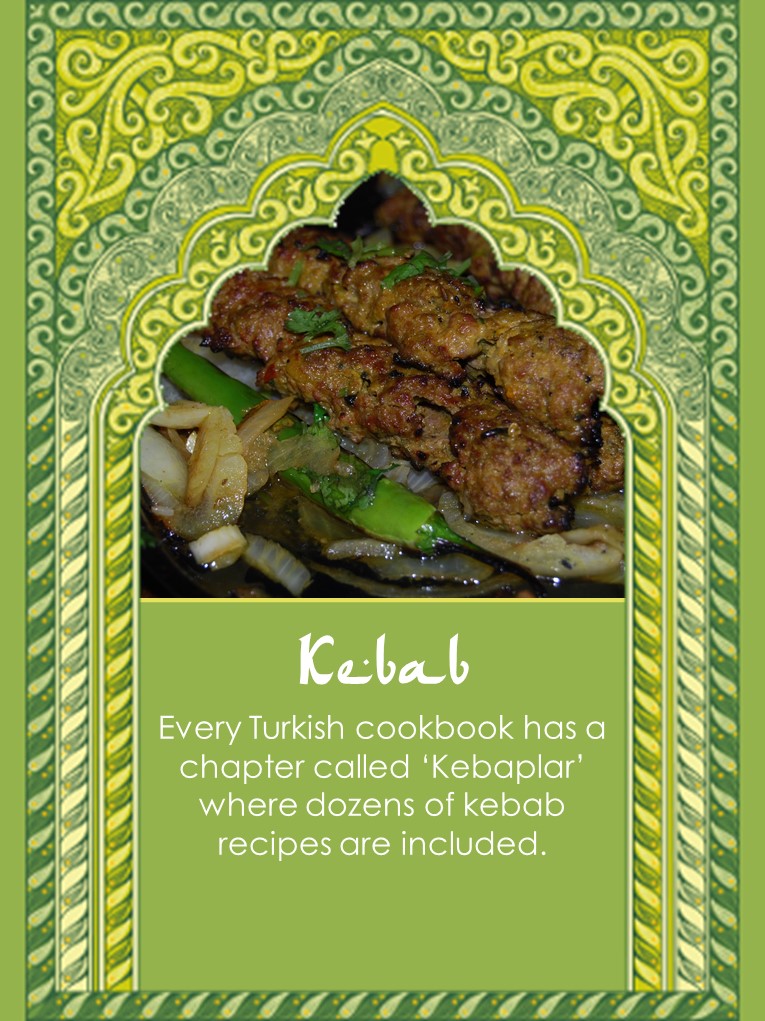 Kebab
Every Turkish cookbook has a
chapter called ‘Kebaplar’
where dozens of kebab
recipes are included.